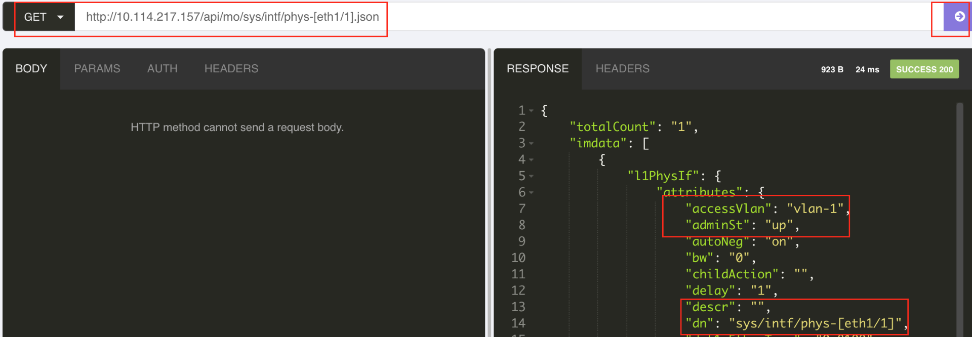 GET http://10.114.217.157/api/mo/sys/intf/phys-[eth1/1].json
BODY PARAMS AUTH HEADERS
HTTP method cannot send a request body.
RESPONSE HEADERS 923 B 24 ms SUCCESS 200
1 {
2 "totalCount": "1",
3 "imdata": [
4 {
5 "l1PhysIf": {
6 "attributes": {
7 "accessVlan": "vlan-1",
8 "adminSt": "up",
9 "autoNeg": "on",
10 "bw": "0",
11 "childAction": "",
12 "delay": "1",
13 "descr": "",
14 "dn": "sys/intf/phys-[eth1/1]",